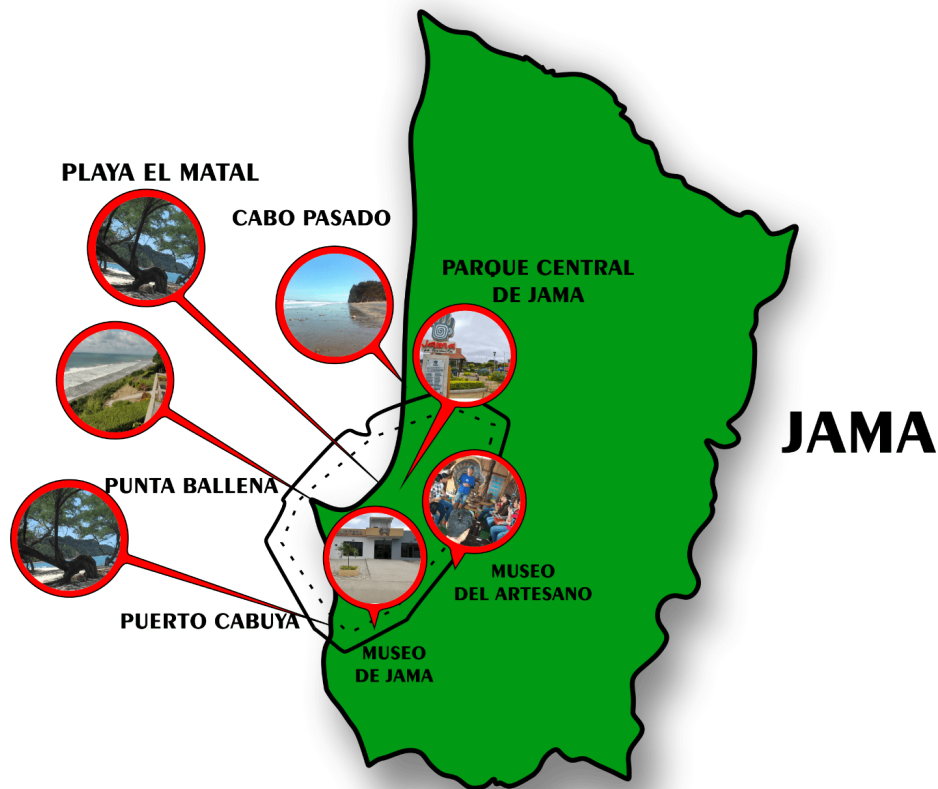 PLAYA EL MATAL
CABO PASADO
PARQUE CENTRAL
DE JAMA
Jama
JAMA
PUNTA BALLENA
MUSEO
DEL ARTESANO
PUERTO CABUYA
MUSEO
DE JAMA